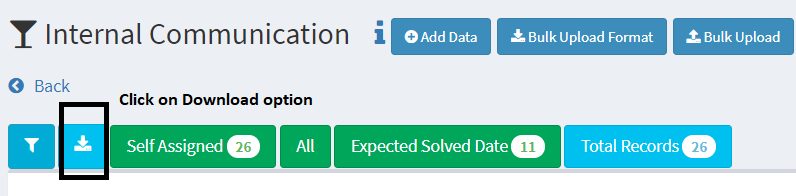 Internal Communication
Add Data
Bulk Upload Format
Bulk Upload
Back
Click on Download option
Self Assigned 26
All
Expected Solved Date 11
Total Records 26